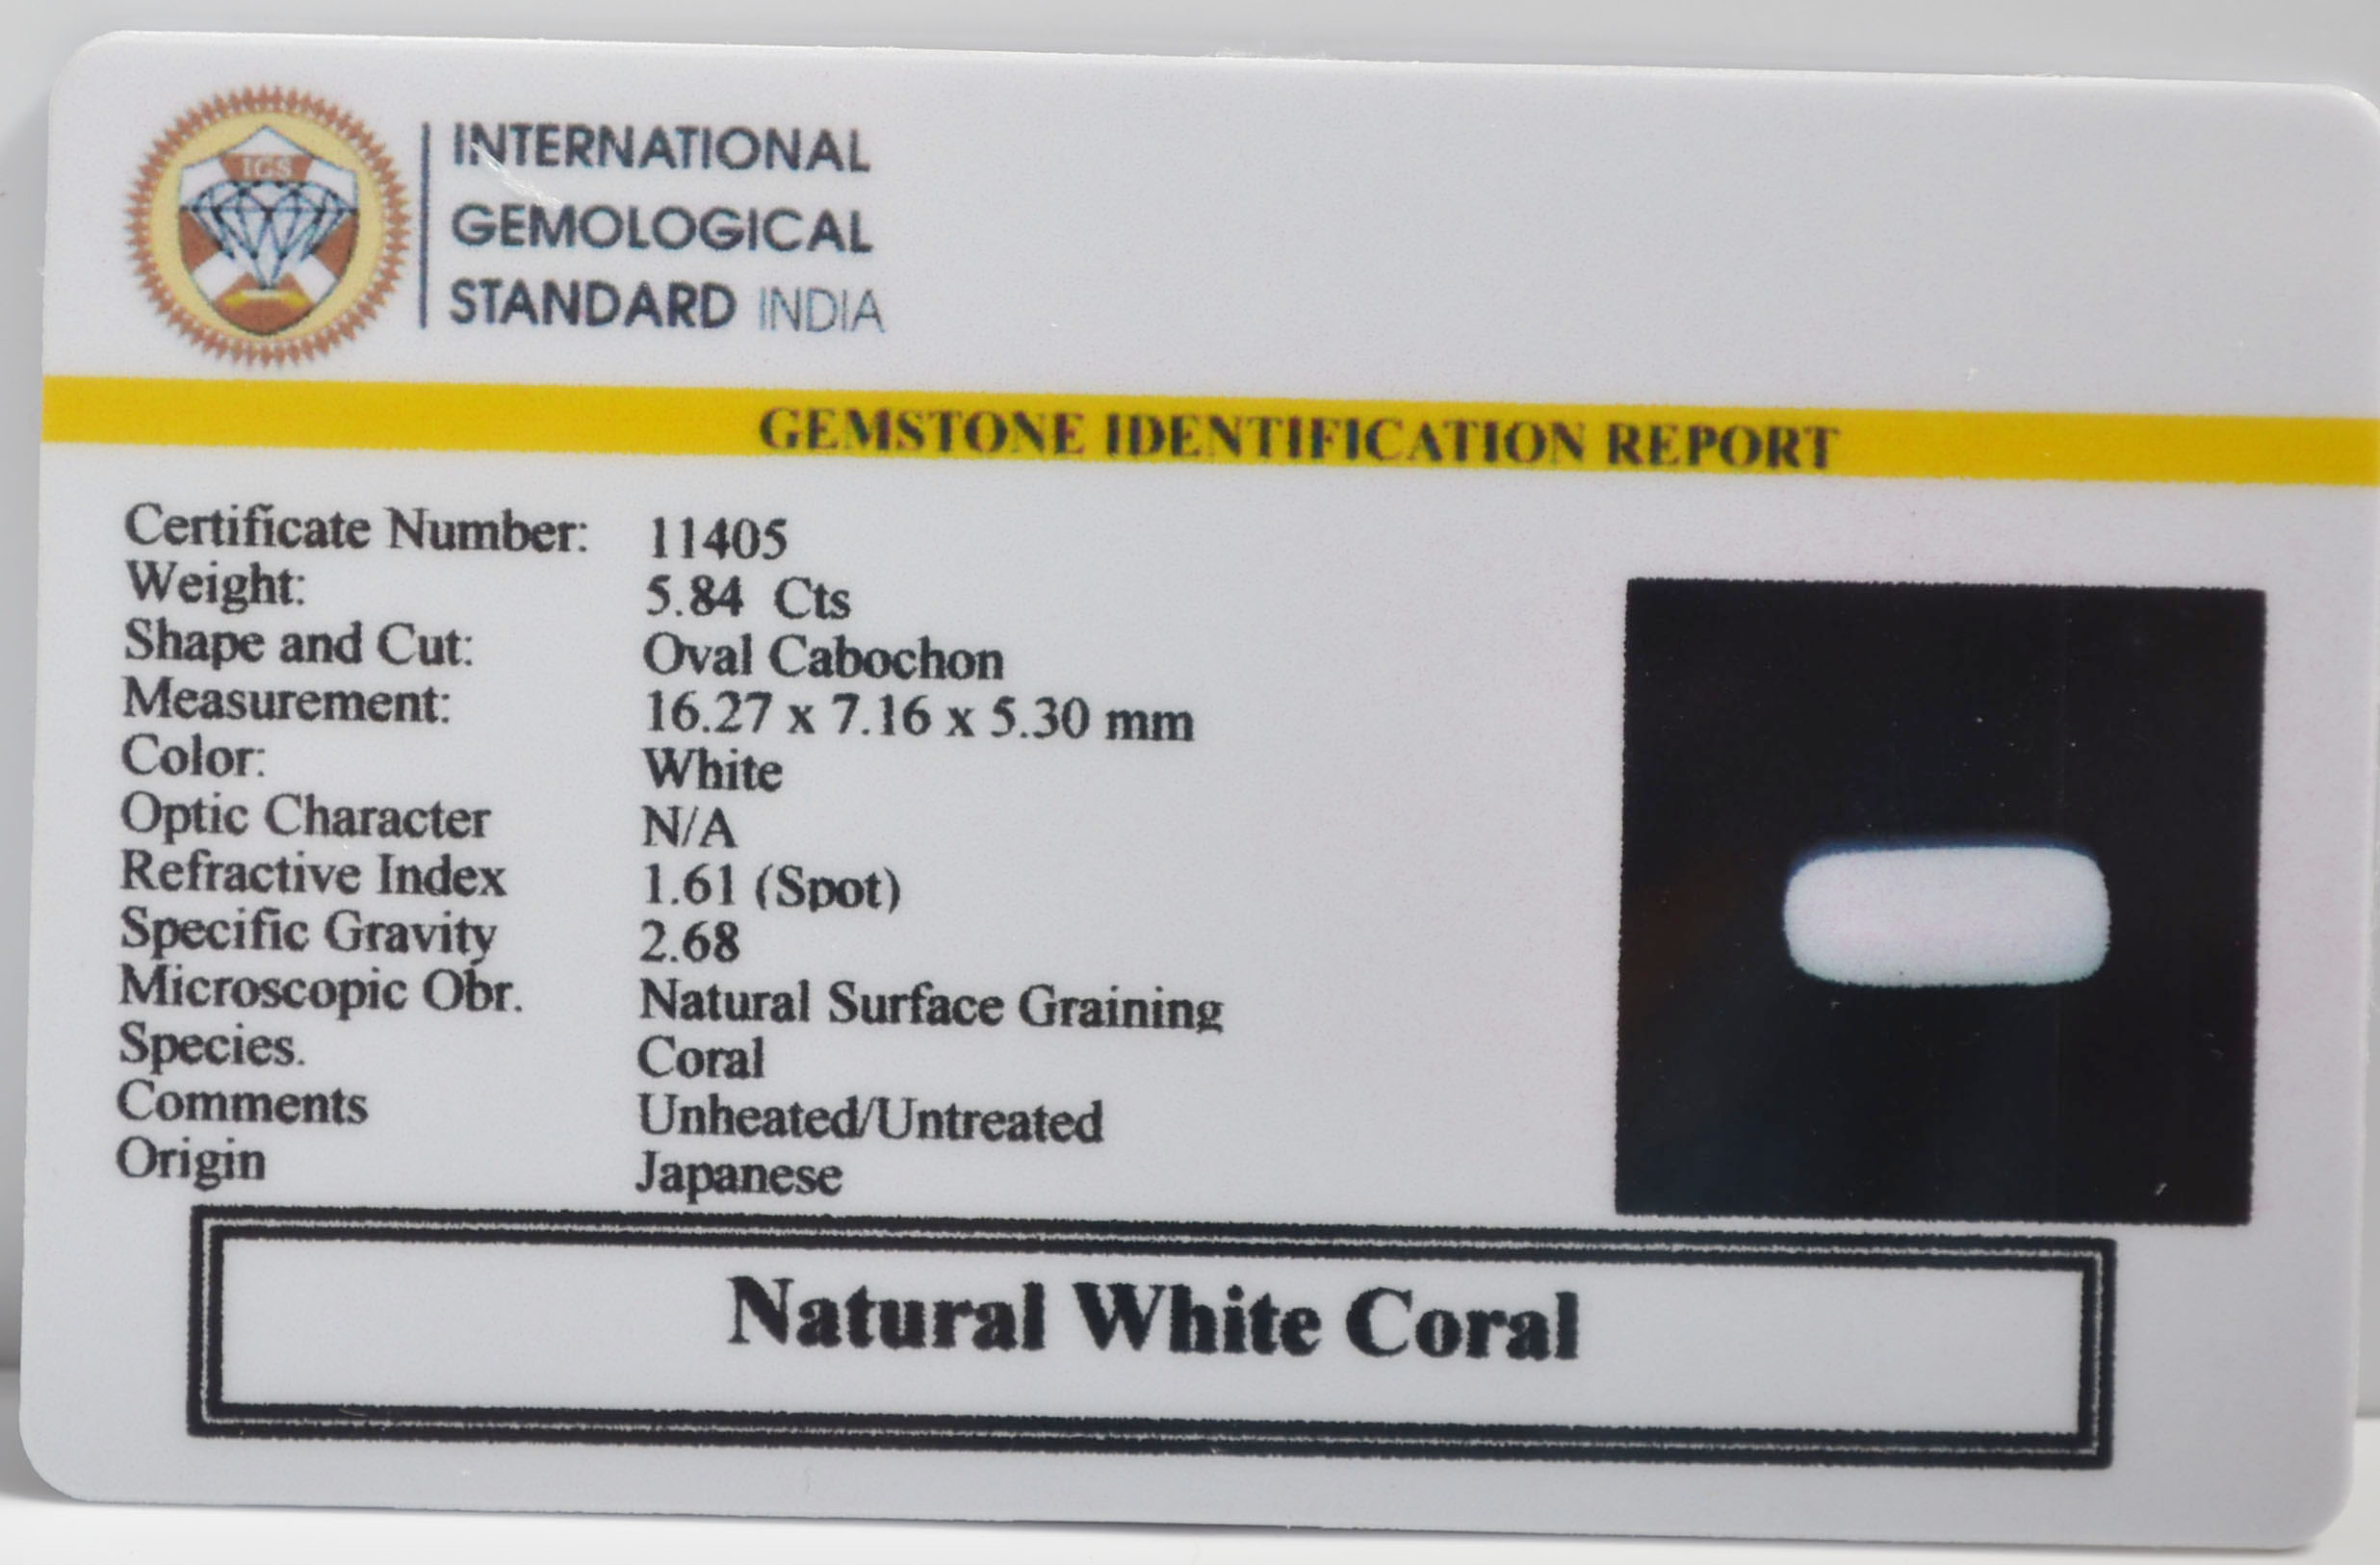 IGS
INTERNATIONAL
GEMOLOGICAL
STANDARD INDIA
GEMSTONE IDENTIFICATION REPORT
Certificate Number: 11405
Weight: 5.84 Cts
Shape and Cut: Oval Cabochon
Measurement: 16.27 x 7.16 x 5.30 mm
Color: White
Optic Character N/A
Refractive Index 1.61 (Spot)
Specific Gravity 2.68
Microscopic Obr. Natural Surface Graining
Species. Coral
Comments Unheated/Untreated
Origin Japanese
Natural White Coral